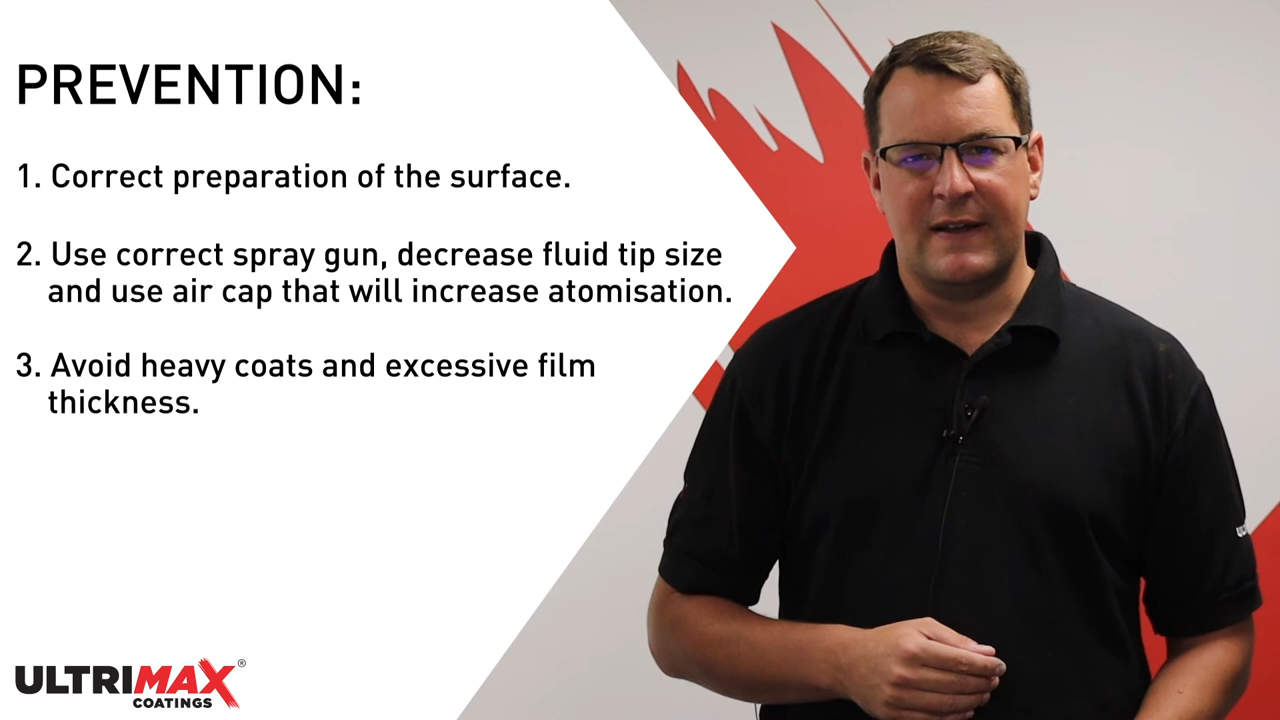 PREVENTION:
1. Correct preparation of the surface.
2. Use correct spray gun, decrease fluid tip size
and use air cap that will increase atomisation.
3. Avoid heavy coats and excessive film
thickness.
ULTRIMAX®
COATINGS